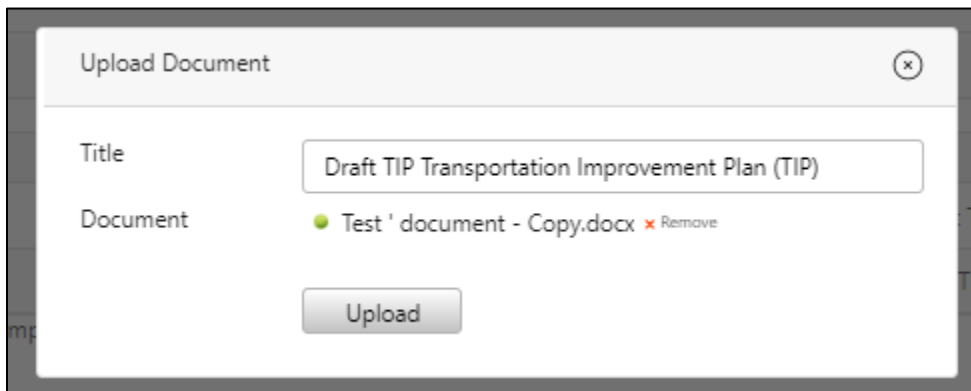 Upload Document
Title
Draft TIP Transportation Improvement Plan (TIP)
Document
Test ' document - Copy.docx × Remove
Upload